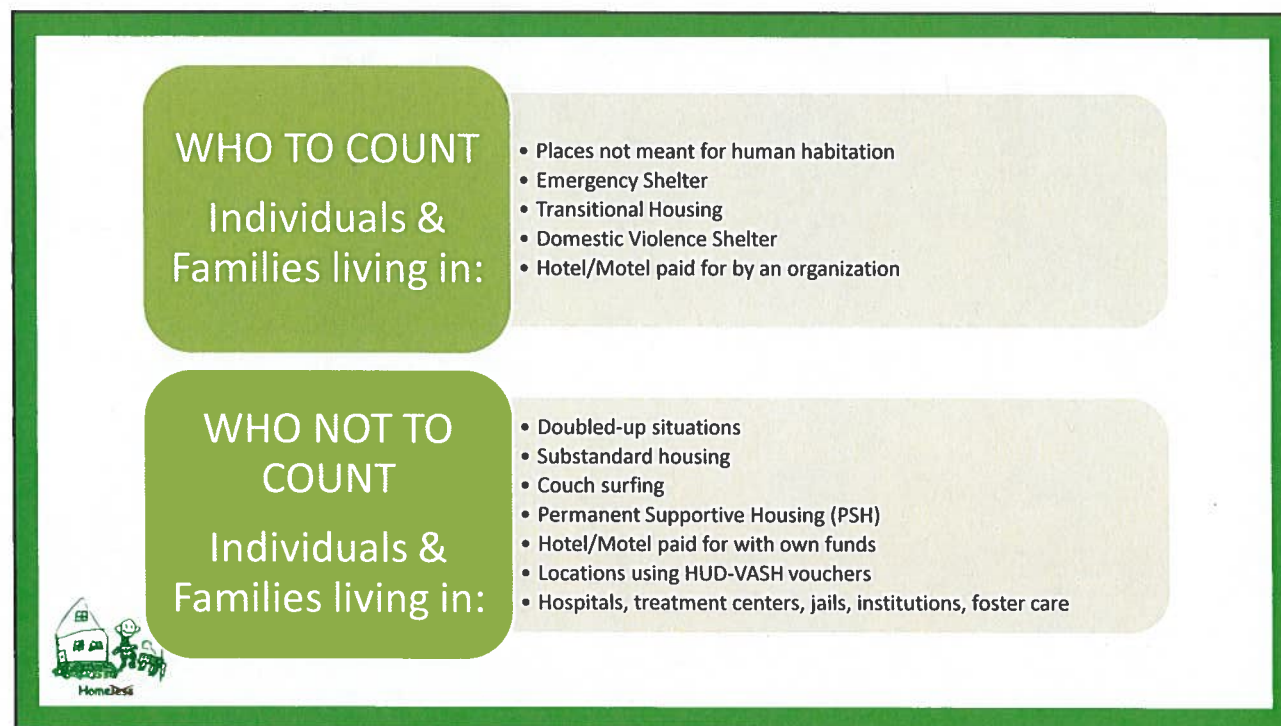 WHO TO COUNT
Individuals &
Families living in:
• Places not meant for human habitation
• Emergency Shelter
• Transitional Housing
• Domestic Violence Shelter
• Hotel/Motel paid for by an organization
WHO NOT TO
COUNT
Individuals &
Families living in:
• Doubled-up situations
• Substandard housing
• Couch surfing
• Permanent Supportive Housing (PSH)
• Hotel/Motel paid for with own funds
• Locations using HUD-VASH vouchers
• Hospitals, treatment centers, jails, institutions, foster care
Homeless